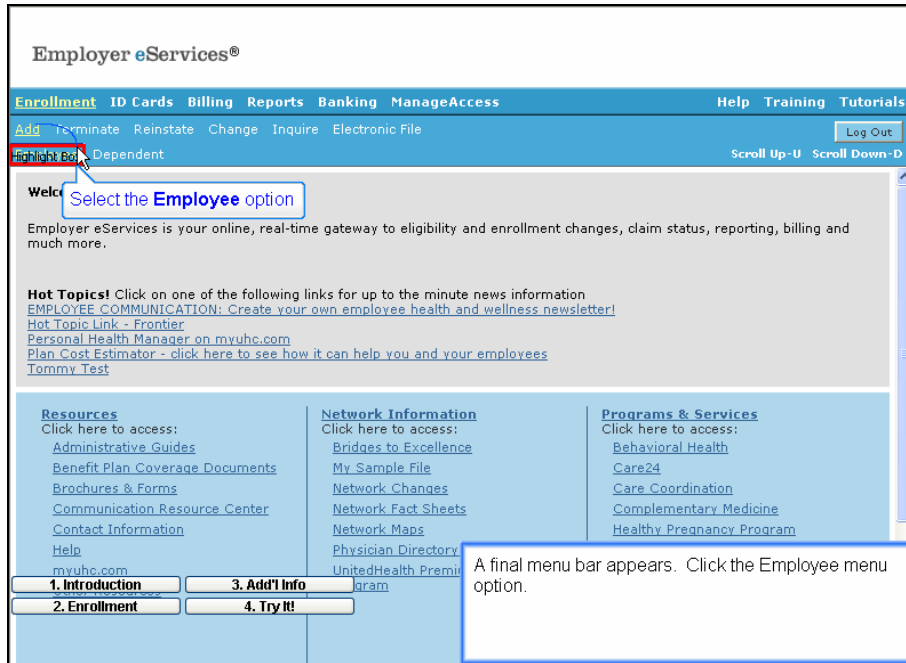 Employer eServices®
Enrollment ID Cards Billing Reports Banking ManageAccess Help Training Tutorials
Add Terminate Reinstate Change Inquire Electronic File Log Out
Highlight Box Dependent Scroll Up-U Scroll Down-D
Welco
Select the Employee option
Employer eServices is your online, real-time gateway to eligibility and enrollment changes, claim status, reporting, billing and
much more.
Hot Topics! Click on one of the following links for up to the minute news information
EMPLOYEE COMMUNICATION: Create your own employee health and wellness newsletter!
Hot Topic Link - Frontier
Personal Health Manager on myuhc.com
Plan Cost Estimator - click here to see how it can help you and your employees
Tommy Test
Resources
Click here to access:
Administrative Guides
Benefit Plan Coverage Documents
Brochures & Forms
Communication Resource Center
Contact Information
Help
myuhc.com
Other Resources
Network Information
Click here to access:
Bridges to Excellence
My Sample File
Network Changes
Network Fact Sheets
Network Maps
Physician Directory
UnitedHealth Premi
gram
Programs & Services
Click here to access:
Behavioral Health
Care24
Care Coordination
Complementary Medicine
Healthy Pregnancy Program
A final menu bar appears. Click the Employee menu
option.
1. Introduction 3. Add'l Info
2. Enrollment 4. Try It!